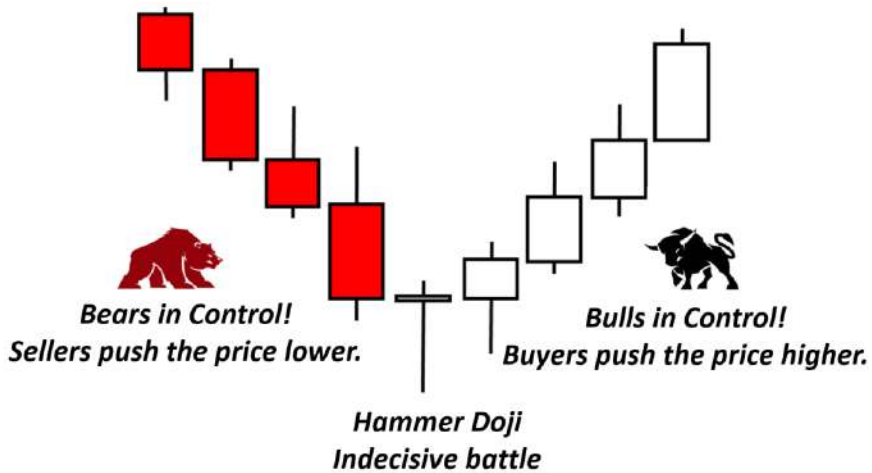 Bears in Control!
Sellers push the price lower.
Bulls in Control!
Buyers push the price higher.
Hammer Doji
Indecisive battle